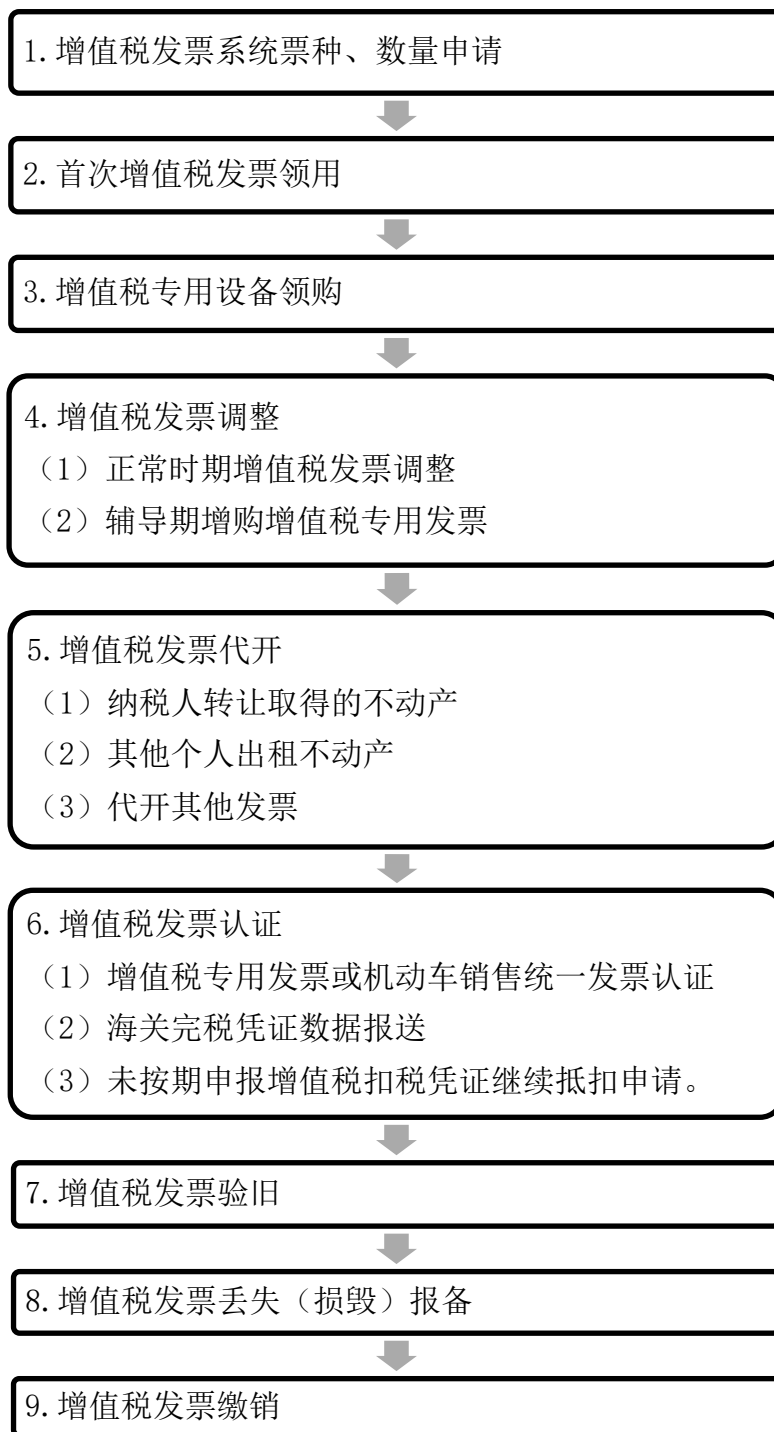 1.增值税发票系统票种、数量申请
2.首次增值税发票领用
3.增值税专用设备领购
4.增值税发票调整
（1）正常时期增值税发票调整
（2）辅导期增购增值税专用发票
5.增值税发票代开
（1）纳税人转让取得的不动产
（2）其他个人出租不动产
（3）代开其他发票
6.增值税发票认证
（1）增值税专用发票或机动车销售统一发票认证
（2）海关完税凭证数据报送
（3）未按期申报增值税扣税凭证继续抵扣申请。
7.增值税发票验旧
8.增值税发票丢失（损毁）报备
9.增值税发票缴销